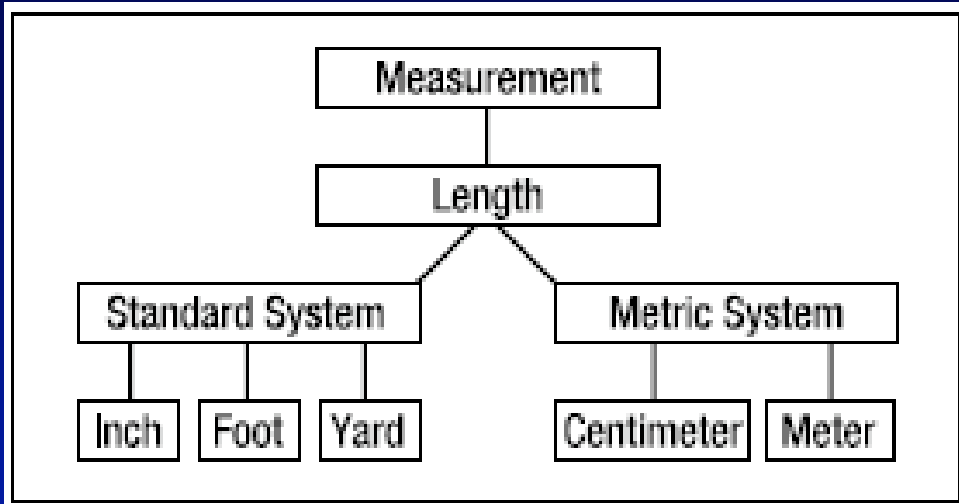 Measurement
Length
Standard System
Metric System
Inch
Foot
Yard
Centimeter
Meter